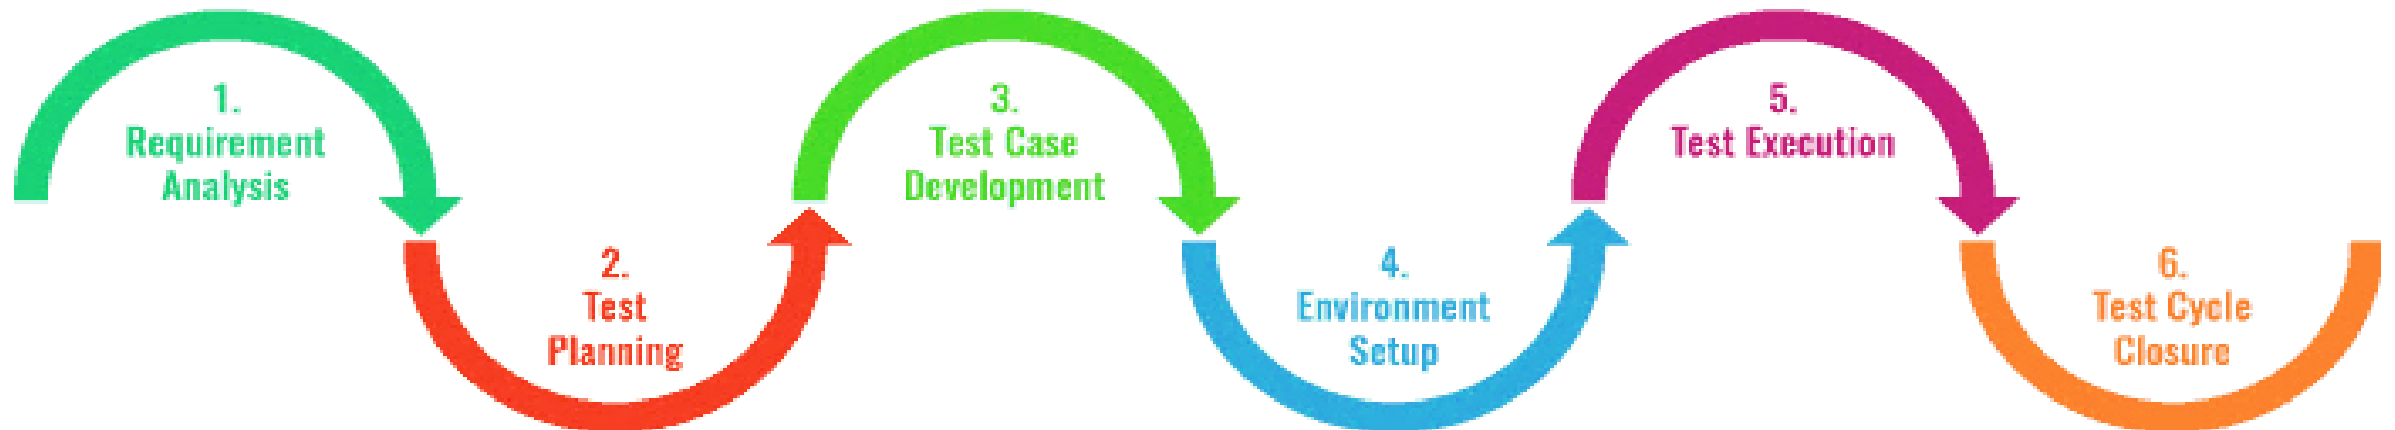 1.
Requirement
Analysis
2.
Test
Planning
3.
Test Case
Development
4.
Environment
Setup
5.
Test Execution
6.
Test Cycle
Closure